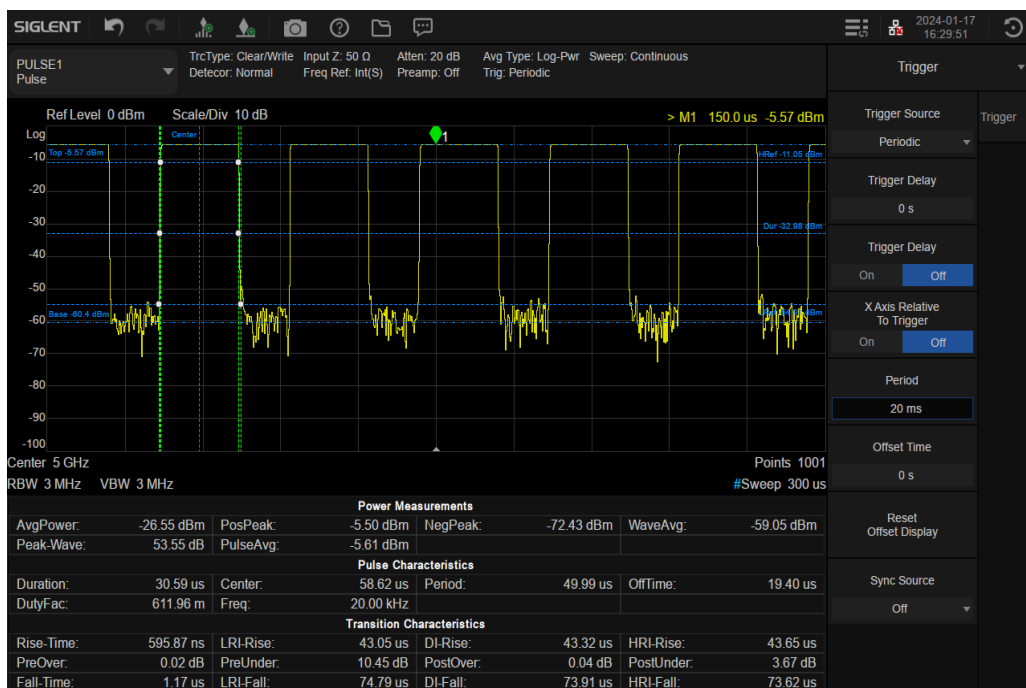 SIGLENT
2024-01-17
16:29:51
PULSE1
Pulse
TrcType: Clear/Write Input Z: 50 Ω Atten: 20 dB Avg Type: Log-Pwr Sweep: Continuous
Detecor: Normal Freq Ref: Int(S) Preamp: Off Trig: Periodic
Trigger
Ref Level 0 dBm Scale/Div 10 dB
> M1 150.0 us -5.57 dBm
Trigger Source
Trigger
Periodic
Log
Center
1
Top -5.57 dBm
HRef -11.05 dBm
-10
-20
-30
Dur -32.98 dBm
-40
-50
Base -60.4 dBm
-60
-70
-80
-90
-100
Trigger Delay
0 s
Trigger Delay
On Off
X Axis Relative
To Trigger
On Off
Period
20 ms
Offset Time
0 s
Reset
Offset Display
Sync Source
Off
Center 5 GHz
Points 1001
RBW 3 MHz VBW 3 MHz
#Sweep 300 us
Power Measurements
AvgPower: -26.55 dBm PosPeak: -5.50 dBm NegPeak: -72.43 dBm WaveAvg: -59.05 dBm
Peak-Wave: 53.55 dB PulseAvg: -5.61 dBm
Pulse Characteristics
Duration: 30.59 us Center: 58.62 us Period: 49.99 us OffTime: 19.40 us
DutyFac: 611.96 m Freq: 20.00 kHz
Transition Characteristics
Rise-Time: 595.87 ns LRI-Rise: 43.05 us DI-Rise: 43.32 us HRI-Rise: 43.65 us
PreOver: 0.02 dB PreUnder: 10.45 dB PostOver: 0.04 dB PostUnder: 3.67 dB
Fall-Time: 1.17 us LRI-Fall: 74.79 us DI-Fall: 73.91 us HRI-Fall: 73.62 us